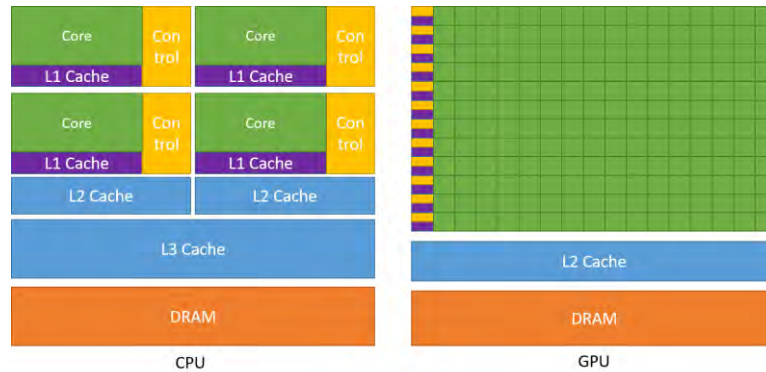 Core
Con
trol
L1 Cache
Core
Con
trol
L1 Cache
Core
Con
trol
L1 Cache
Core
Con
trol
L1 Cache
L2 Cache
L2 Cache
L3 Cache
DRAM
CPU
L2 Cache
DRAM
GPU